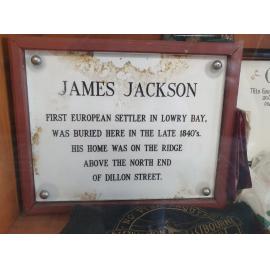 JAMES JACKSON
FIRST EUROPEAN SETTLER IN LOWRY BAY,
WAS BURIED HERE IN THE LATE 1840's.
HIS HOME WAS ON THE RIDGE
ABOVE THE NORTH END
OF DILLON STREET.